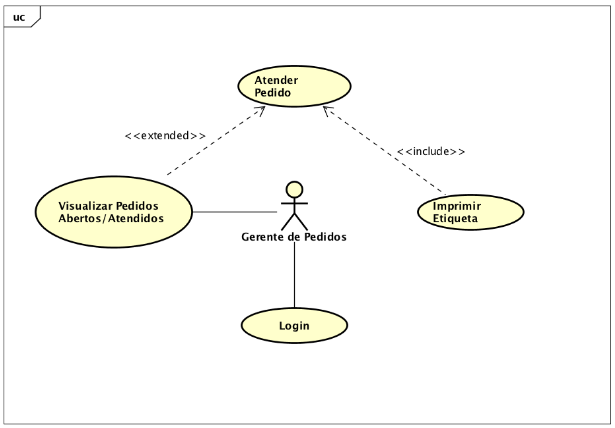 uc
Atender
Pedido
<<extended>>
<<include>>
Visualizar Pedidos
Abertos/Atendidos
Imprimir
Etiqueta
Gerente de Pedidos
Login